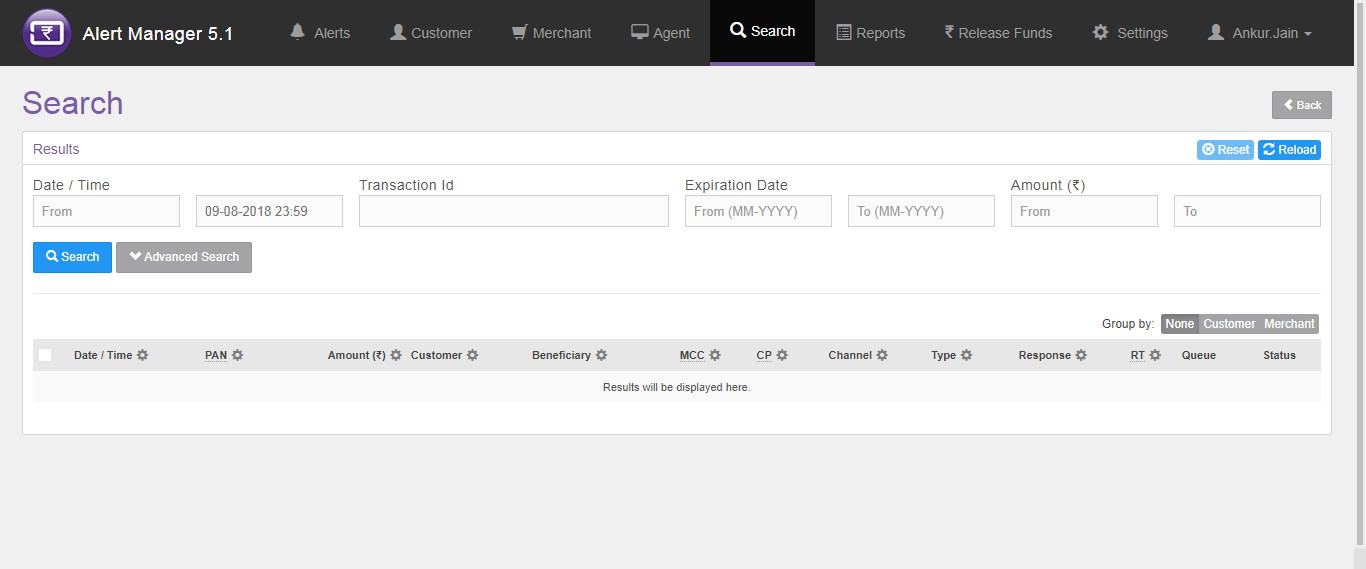 Alert Manager 5.1 Alerts Customer Merchant Agent Search Reports ₹ Release Funds Settings Ankur.Jain
Search
Back
Results Reset Reload
Date / Time Transaction Id Expiration Date Amount (₹)
From 09-08-2018 23:59 From (MM-YYYY) To (MM-YYYY) From To
Search Advanced Search
Group by: None Customer Merchant
Date / Time PAN Amount (₹) Customer Beneficiary MCC CP Channel Type Response RT Queue Status
Results will be displayed here.